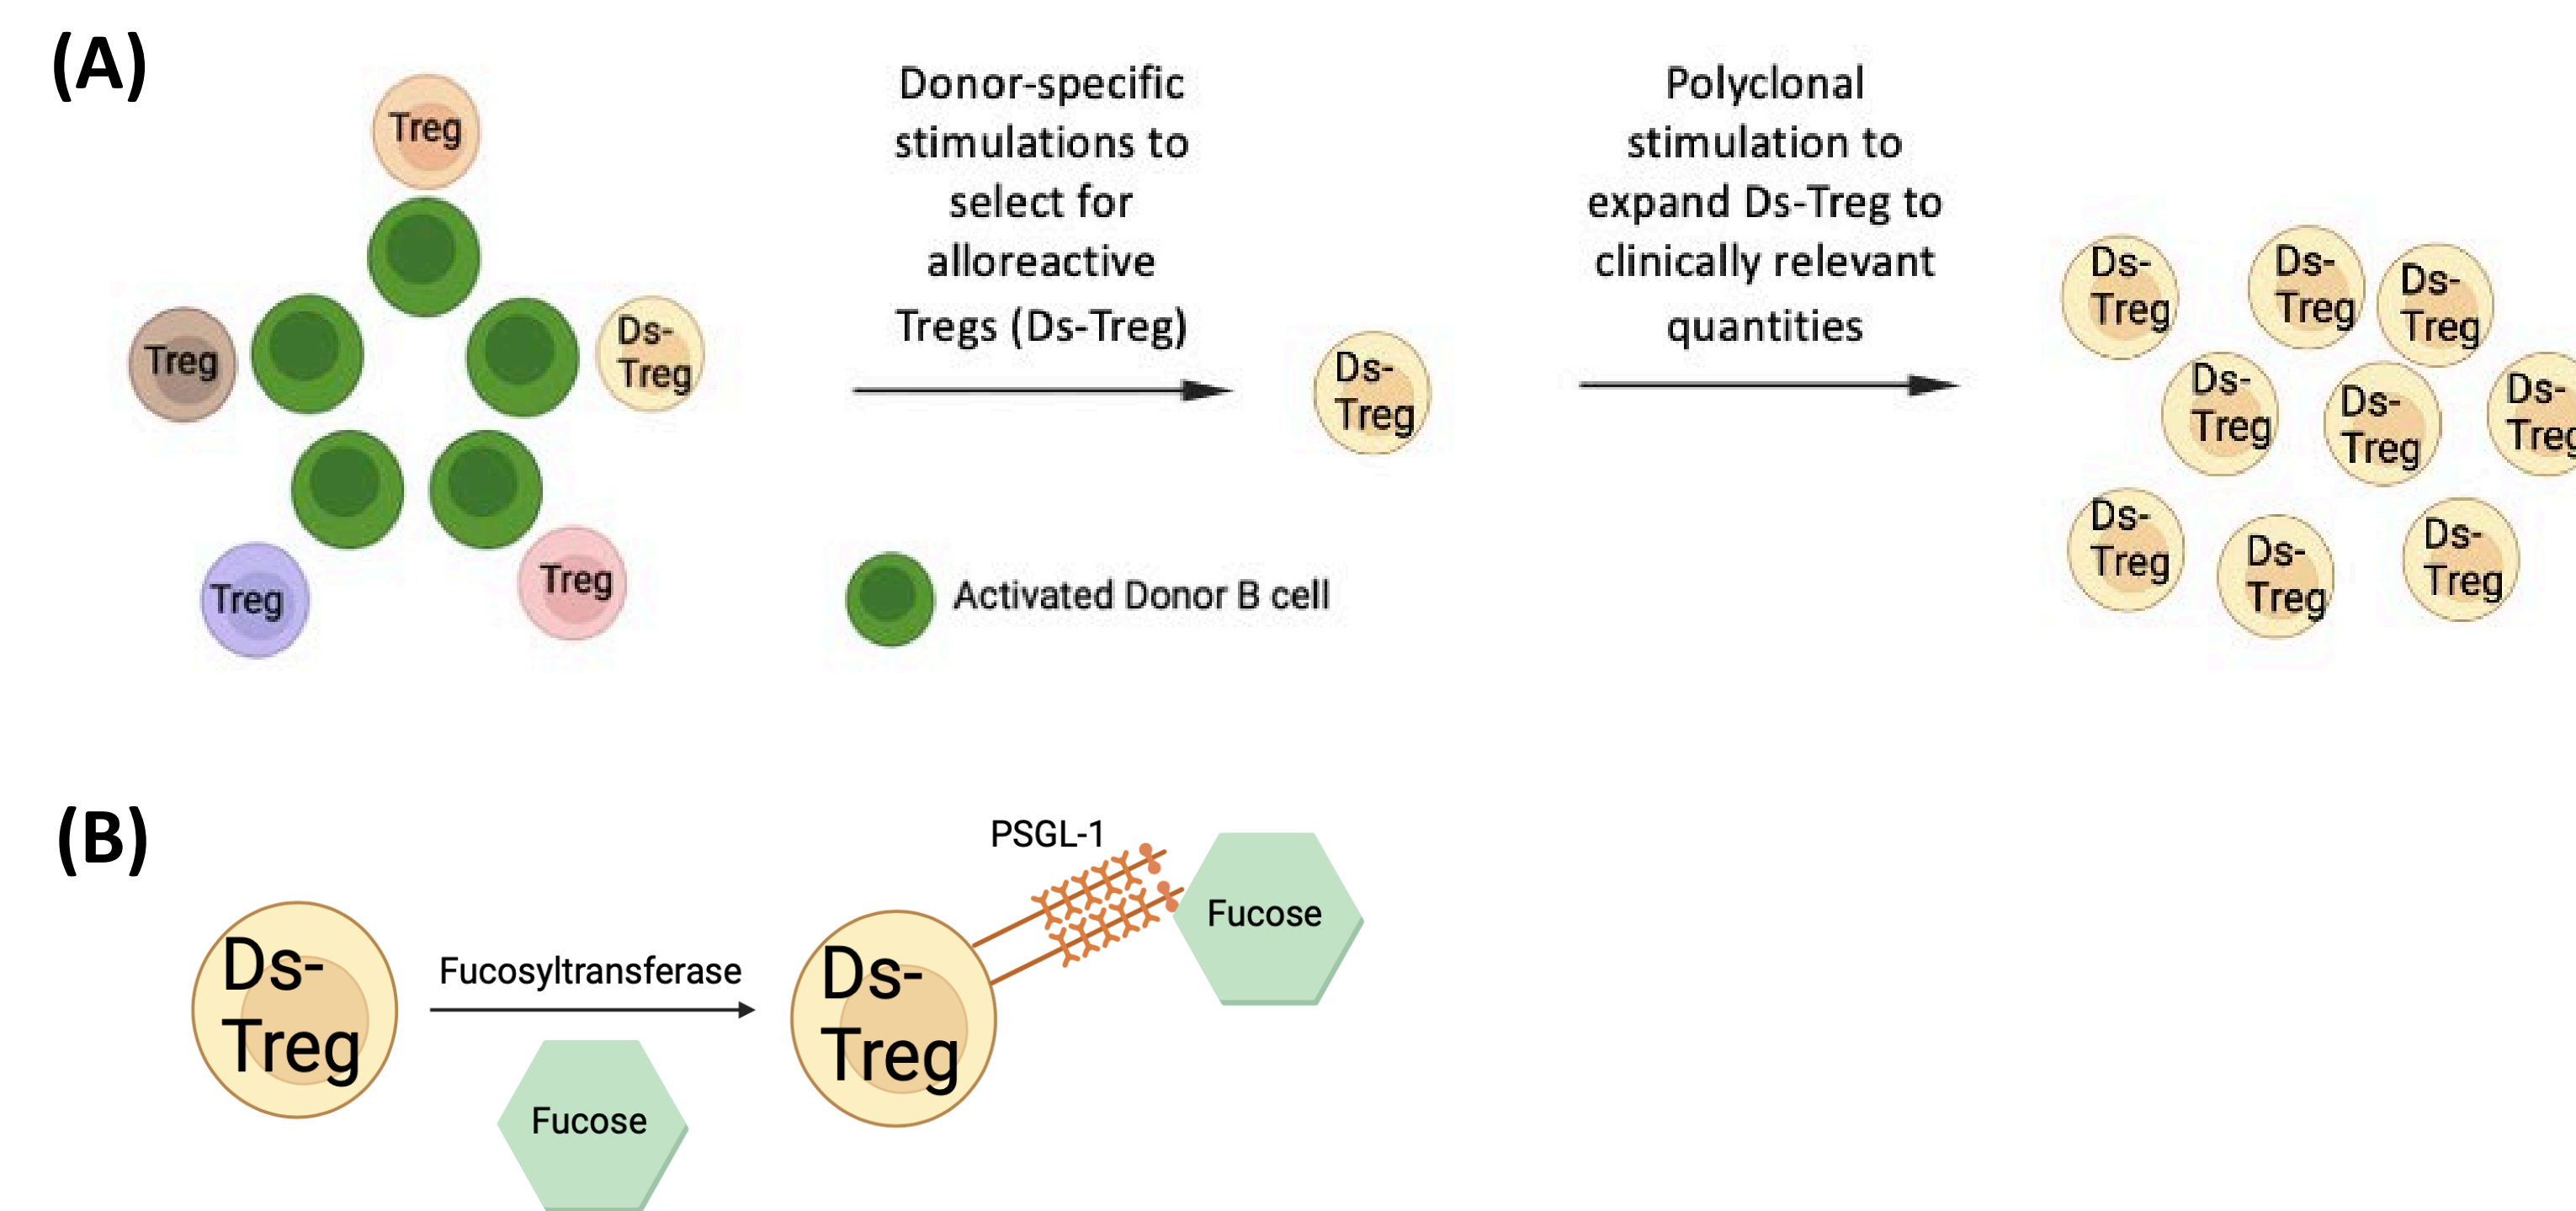 (A)
Treg
Treg
Ds-
Treg
Treg
Treg
Donor-specific
stimulations to
select for
alloreactive
Tregs (Ds-Treg)
Ds-
Treg
Activated Donor B cell
Polyclonal
stimulation to
expand Ds-Treg to
clinically relevant
quantities
Ds-
Treg
Ds-
Treg
Ds-
Treg
Ds-
Treg
Ds-
Treg
Ds-
Treg
Ds-
Treg
Ds-
Treg
Ds-
Treg
(B)
Ds-
Treg
Fucosyltransferase
Fucose
Ds-
Treg
PSGL-1
Fucose